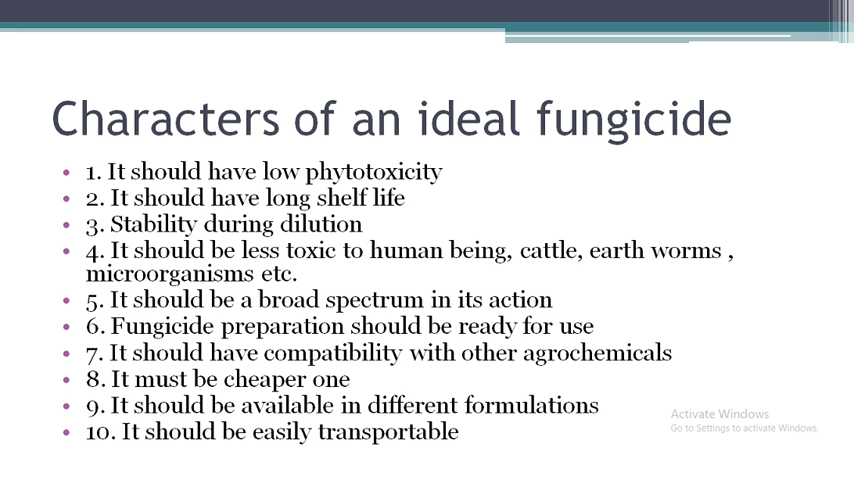 Characters of an ideal fungicide
• 1. It should have low phytotoxicity
• 2. It should have long shelf life
• 3. Stability during dilution
• 4. It should be less toxic to human being, cattle, earth worms ,
microorganisms etc.
• 5. It should be a broad spectrum in its action
• 6. Fungicide preparation should be ready for use
• 7. It should have compatibility with other agrochemicals
• 8. It must be cheaper one
• 9. It should be available in different formulations
• 10. It should be easily transportable
Activate Windows
Go to Settings to activate Windows.